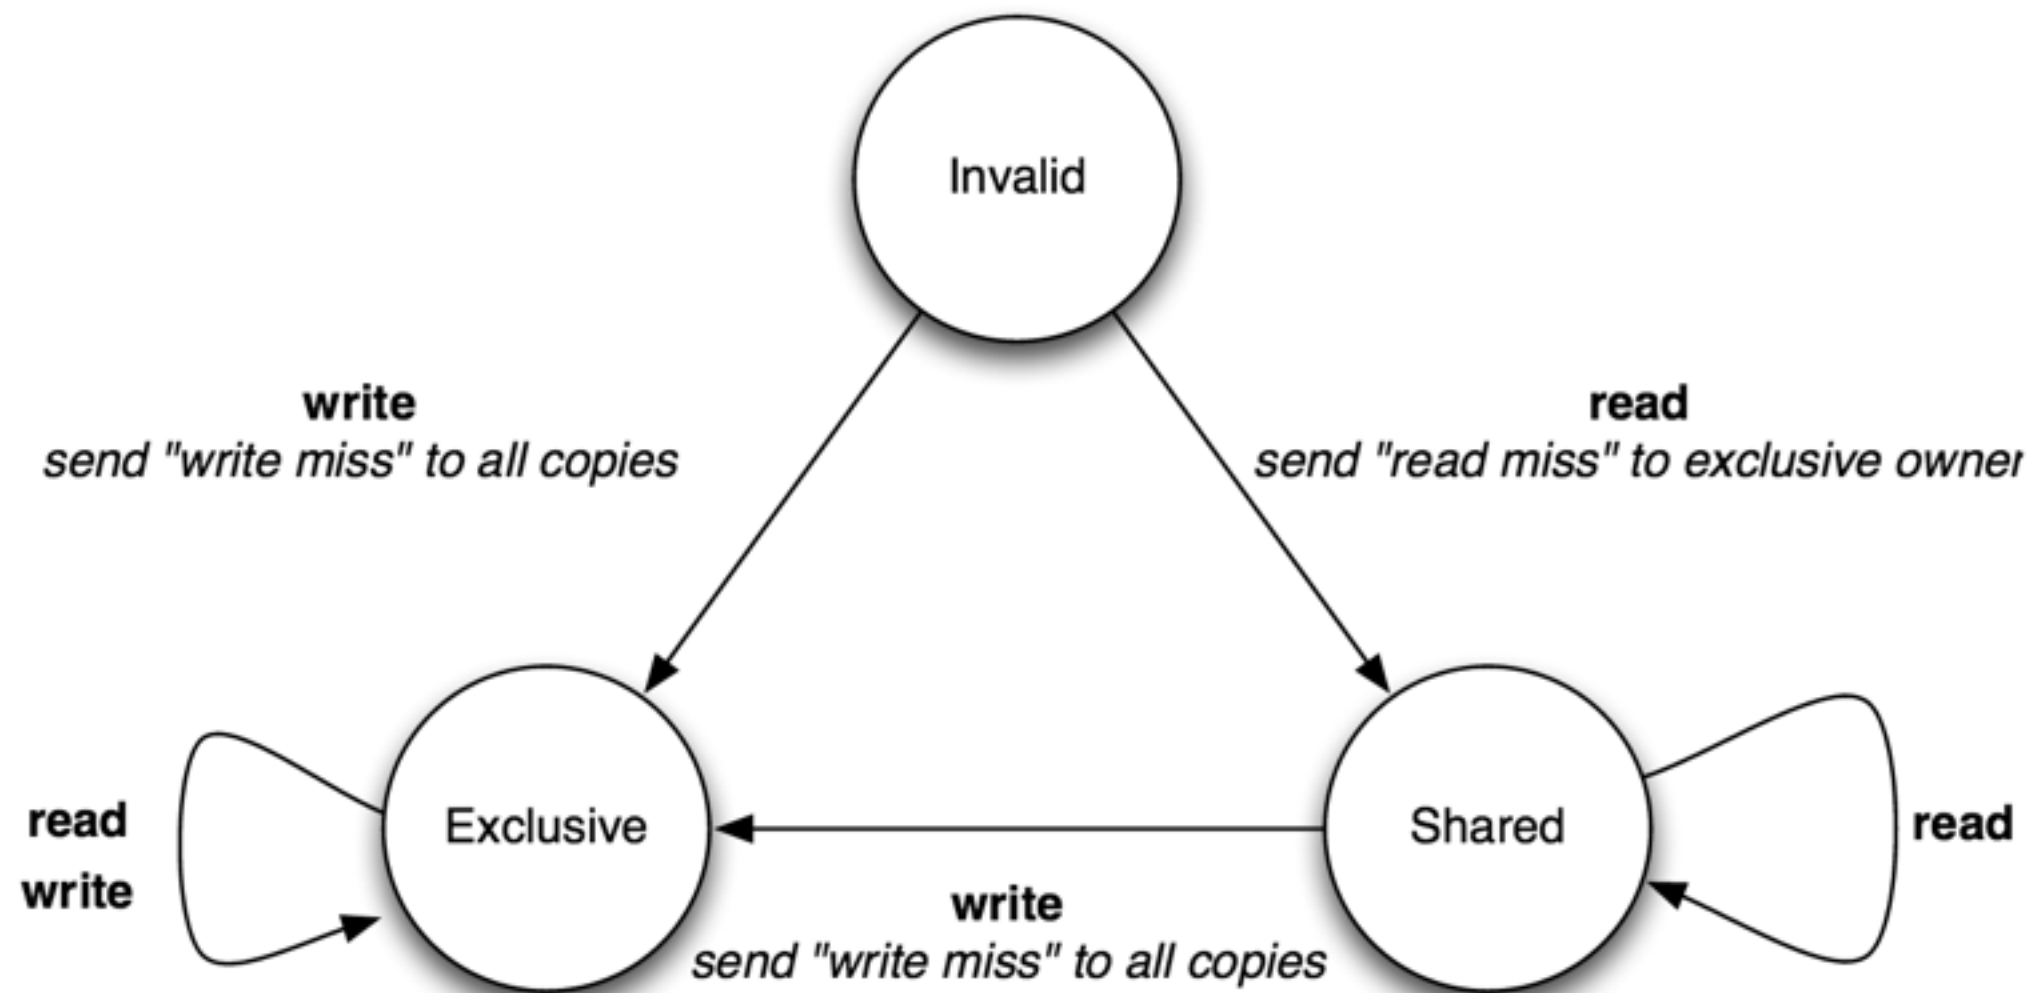 Invalid
write
send "write miss" to all copies
read
send "read miss" to exclusive owner
read
write
Exclusive
Shared
read
write
send "write miss" to all copies